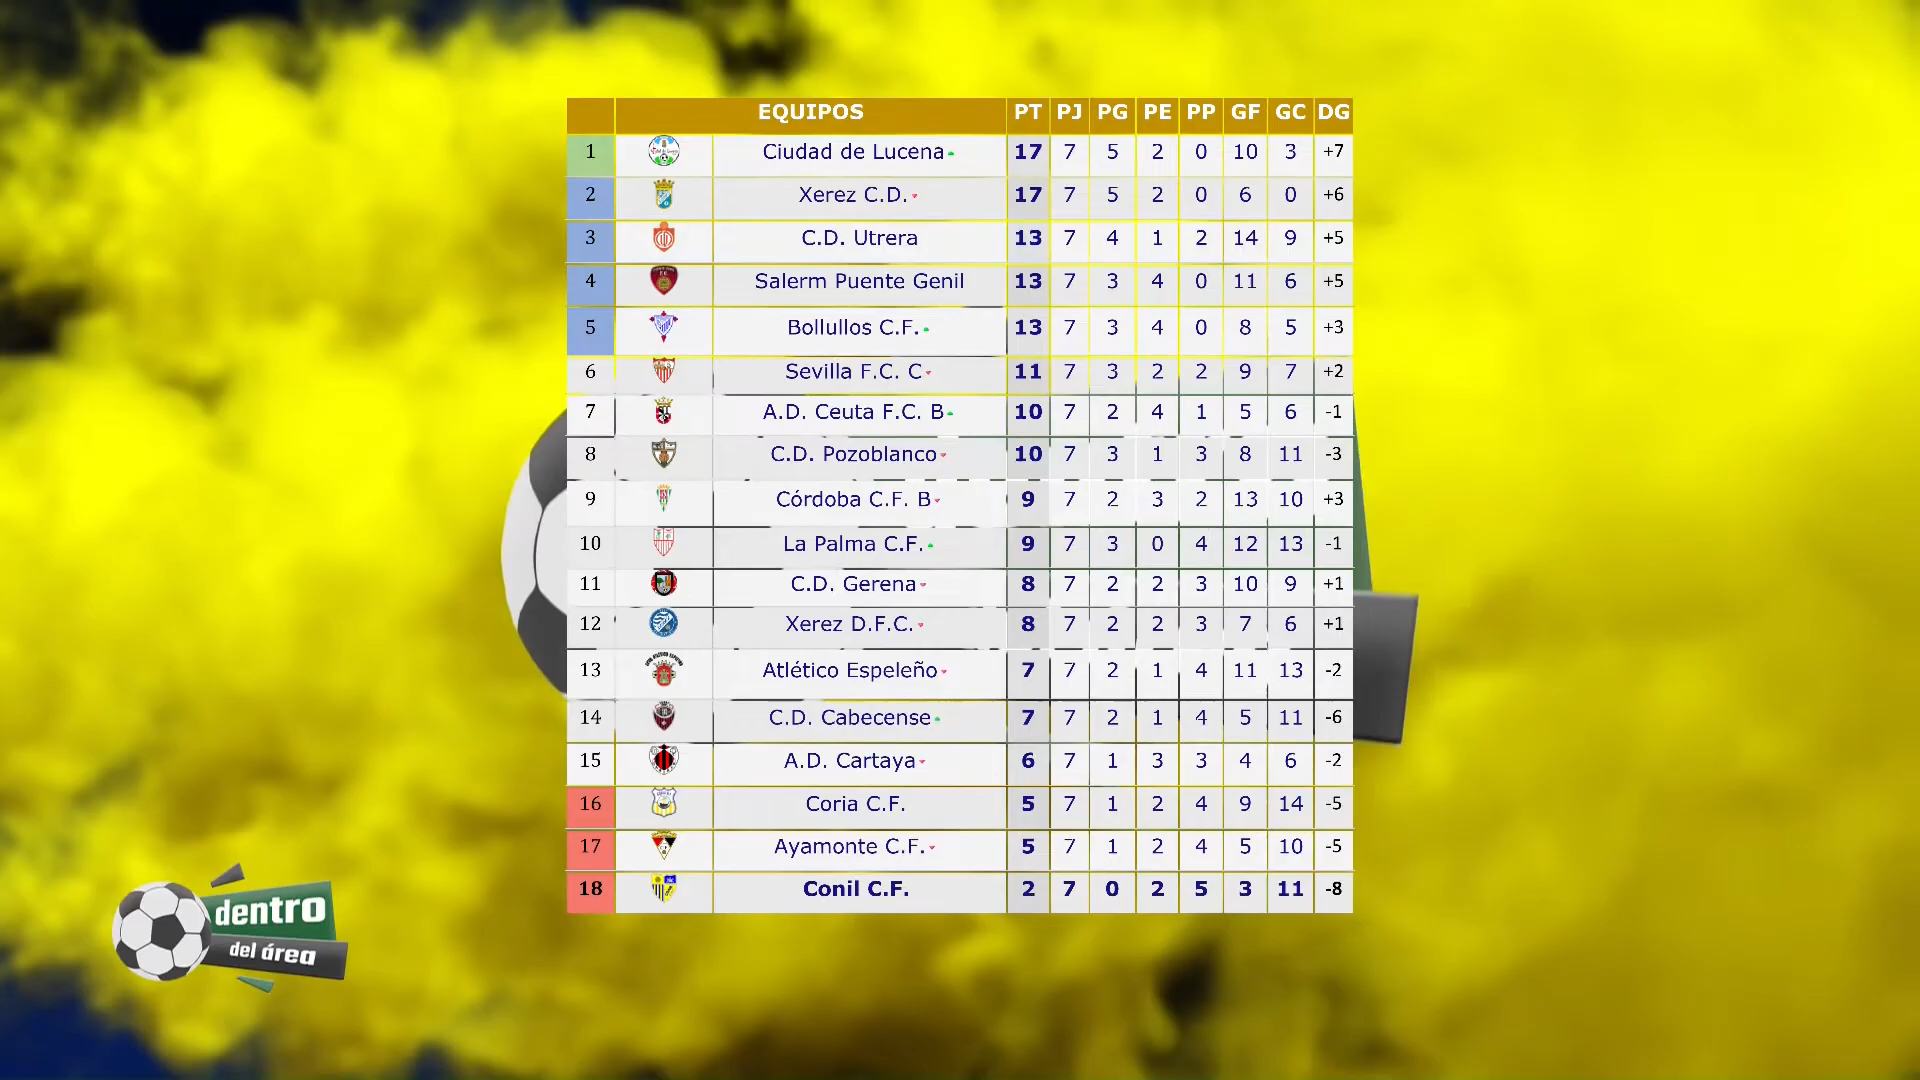 EQUIPOS PT PJ PG PE PP GF GC DG
1 Ciudad de Lucena 17 7 5 2 0 10 3 +7
2 Xerez C.D. 17 7 5 2 0 6 0 +6
3 C.D. Utrera 13 7 4 1 2 14 9 +5
4 Salerm Puente Genil 13 7 3 4 0 11 6 +5
5 Bollullos C.F. 13 7 3 4 0 8 5 +3
6 Sevilla F.C. C 11 7 3 2 2 9 7 +2
7 A.D. Ceuta F.C. B 10 7 2 4 1 5 6 -1
8 C.D. Pozoblanco 10 7 3 1 3 8 11 -3
9 Córdoba C.F. B 9 7 2 3 2 13 10 +3
10 La Palma C.F. 9 7 3 0 4 12 13 -1
11 C.D. Gerena 8 7 2 2 3 10 9 +1
12 Xerez D.F.C. 8 7 2 2 3 7 6 +1
13 Atlético Espeleño 7 7 2 1 4 11 13 -2
14 C.D. Cabecense 7 7 2 1 4 5 11 -6
15 A.D. Cartaya 6 7 1 3 3 4 6 -2
16 Coria C.F. 5 7 1 2 4 9 14 -5
17 Ayamonte C.F. 5 7 1 2 4 5 10 -5
18 Conil C.F. 2 7 0 2 5 3 11 -8
dentro
del área